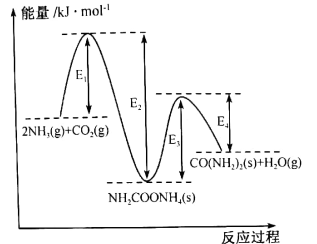 能量/kJ·mol⁻¹
E₁
E₂
E₃
E₄
2NH₃(g)+CO₂(g)
CO(NH₂)₂(s)+H₂O(g)
NH₂COONH₄(s)
反应过程